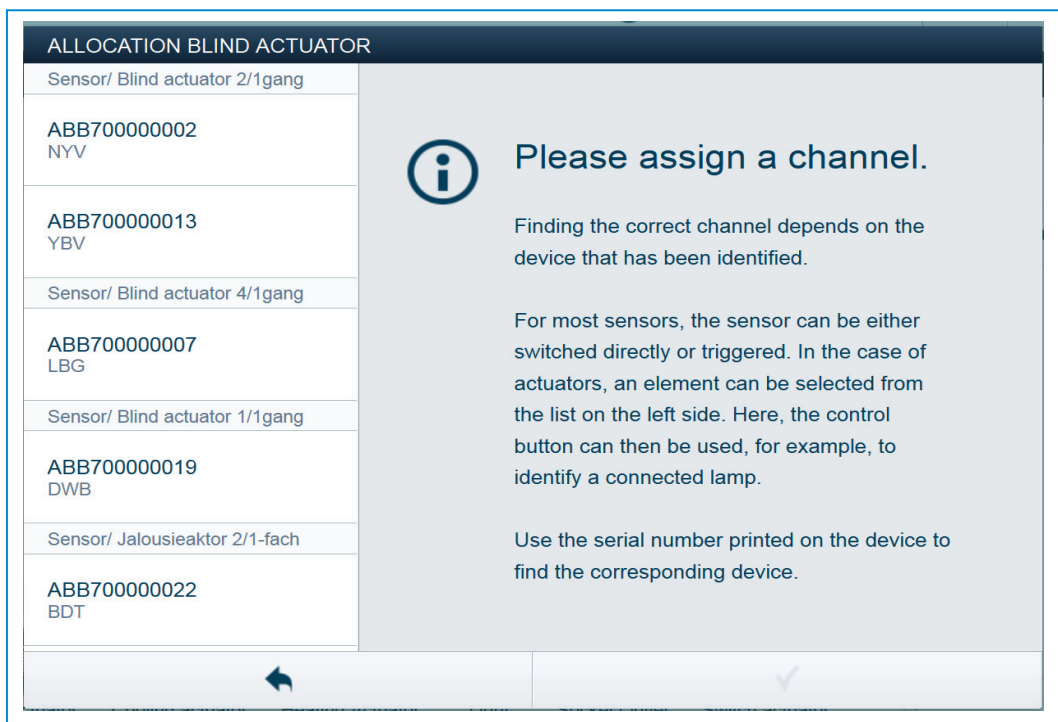 ALLOCATION BLIND ACTUATOR
Sensor/ Blind actuator 2/1gang
ABB700000002
NYV
ABB700000013
YBV
Sensor/ Blind actuator 4/1gang
ABB700000007
LBG
Sensor/ Blind actuator 1/1gang
ABB700000019
DWB
Sensor/ Jalousieaktor 2/1-fach
ABB700000022
BDT
Please assign a channel.
Finding the correct channel depends on the
device that has been identified.
For most sensors, the sensor can be either
switched directly or triggered. In the case of
actuators, an element can be selected from
the list on the left side. Here, the control
button can then be used, for example, to
identify a connected lamp.
Use the serial number printed on the device to
find the corresponding device.